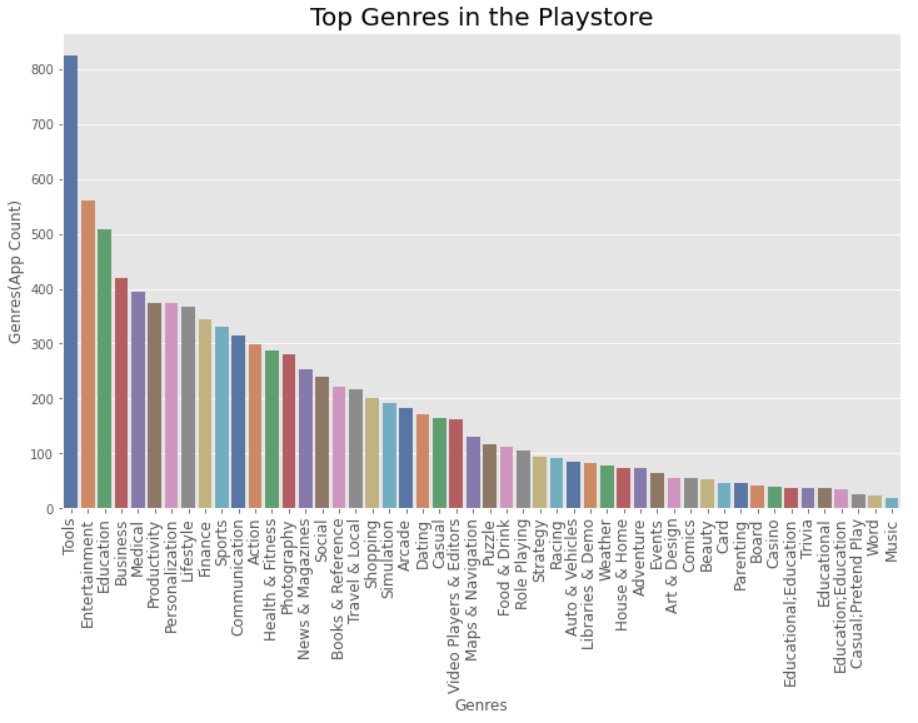 Top Genres in the Playstore
Genres(App Count)
800
700
600
500
400
300
200
100
0
Tools
Entertainment
Education
Business
Medical
Productivity
Personalization
Lifestyle
Finance
Sports
Communication
Action
Health & Fitness
Photography
News & Magazines
Social
Books & Reference
Travel & Local
Shopping
Simulation
Arcade
Dating
Casual
Video Players & Editors
Maps & Navigation
Puzzle
Food & Drink
Role Playing
Strategy
Racing
Auto & Vehicles
Libraries & Demo
Weather
House & Home
Adventure
Events
Art & Design
Comics
Beauty
Card
Parenting
Board
Casino
Educational;Education
Trivia
Educational
Education;Education
Casual;Pretend Play
Word
Music
Genres